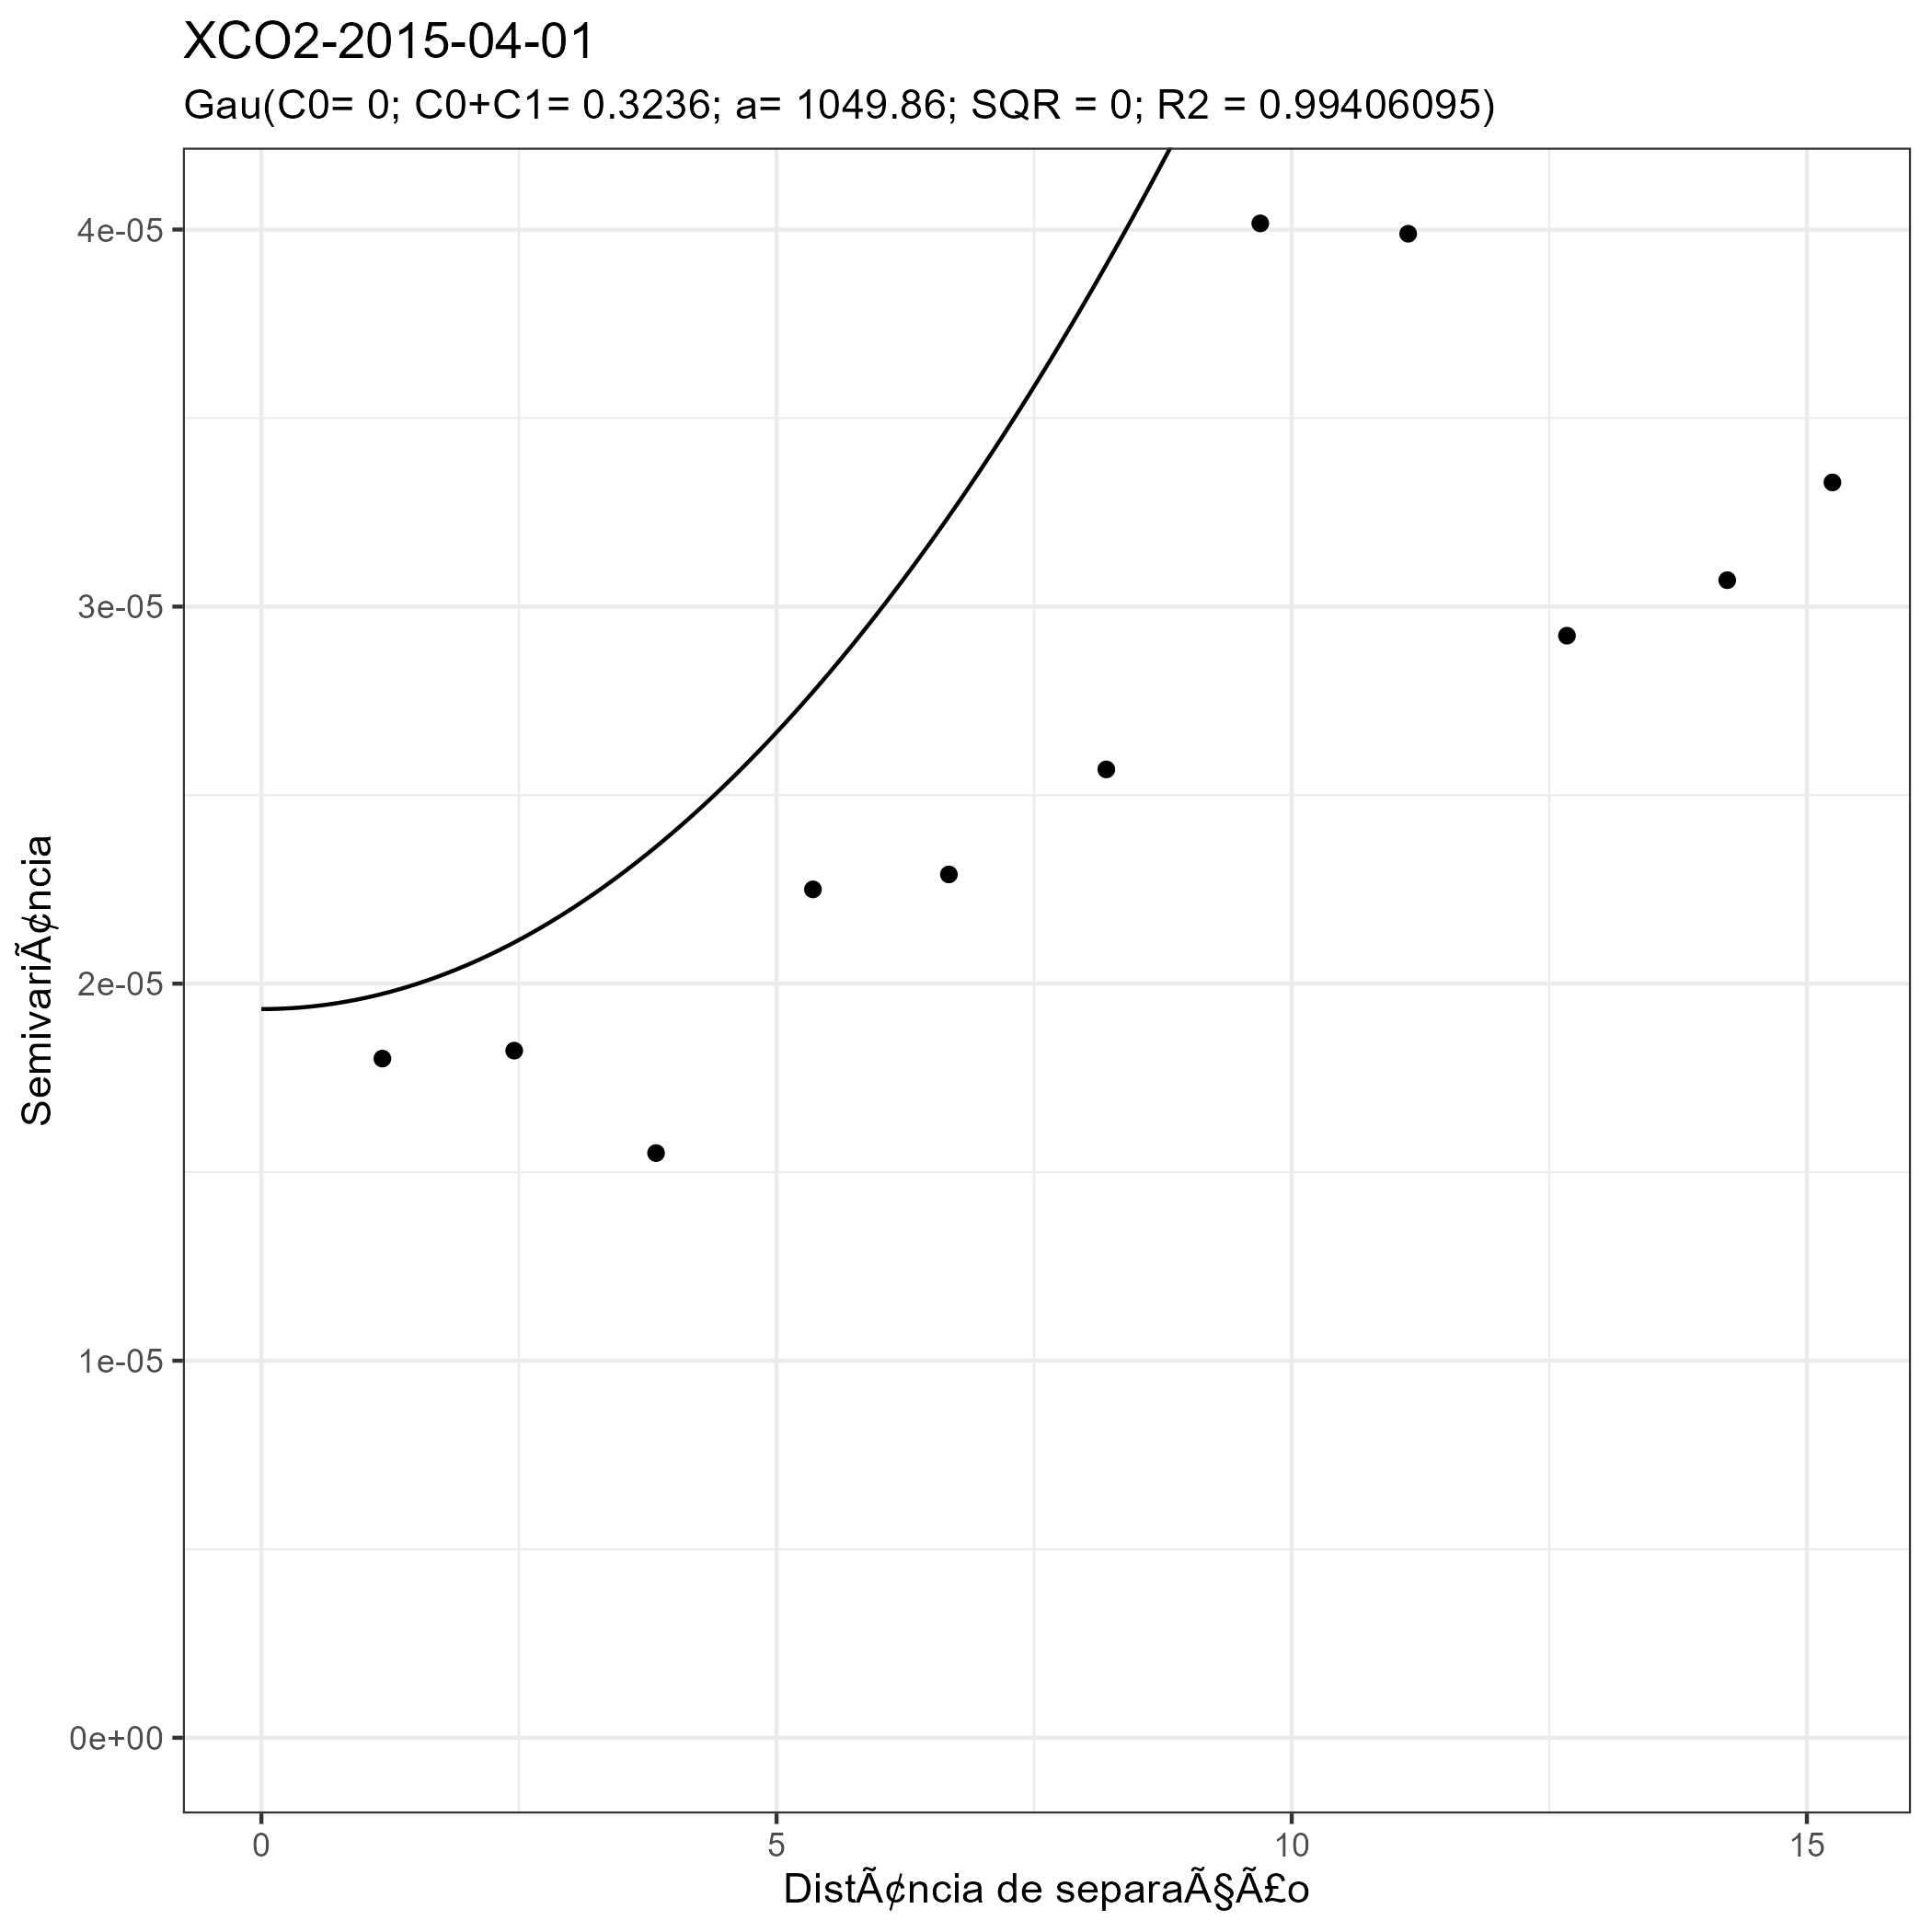 XCO2-2015-04-01
Gau(C0= 0; C0+C1= 0.3236; a= 1049.86; SQR = 0; R2 = 0.99406095)
SemivariÃ¢ncia
4e-05
3e-05
2e-05
1e-05
0e+00
0
5
10
15
DistÃ¢ncia de separaÃ§Ã£o